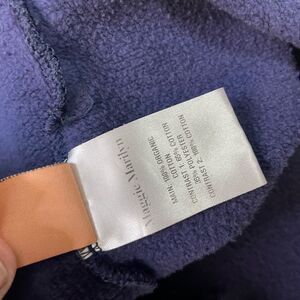 Maggie Marilyn
MAIN: 100% ORGANIC
COTTON
CONTRAST 1: 65% COTTON
35% POLYESTER
CONTRAST 2: 100%
COTTON